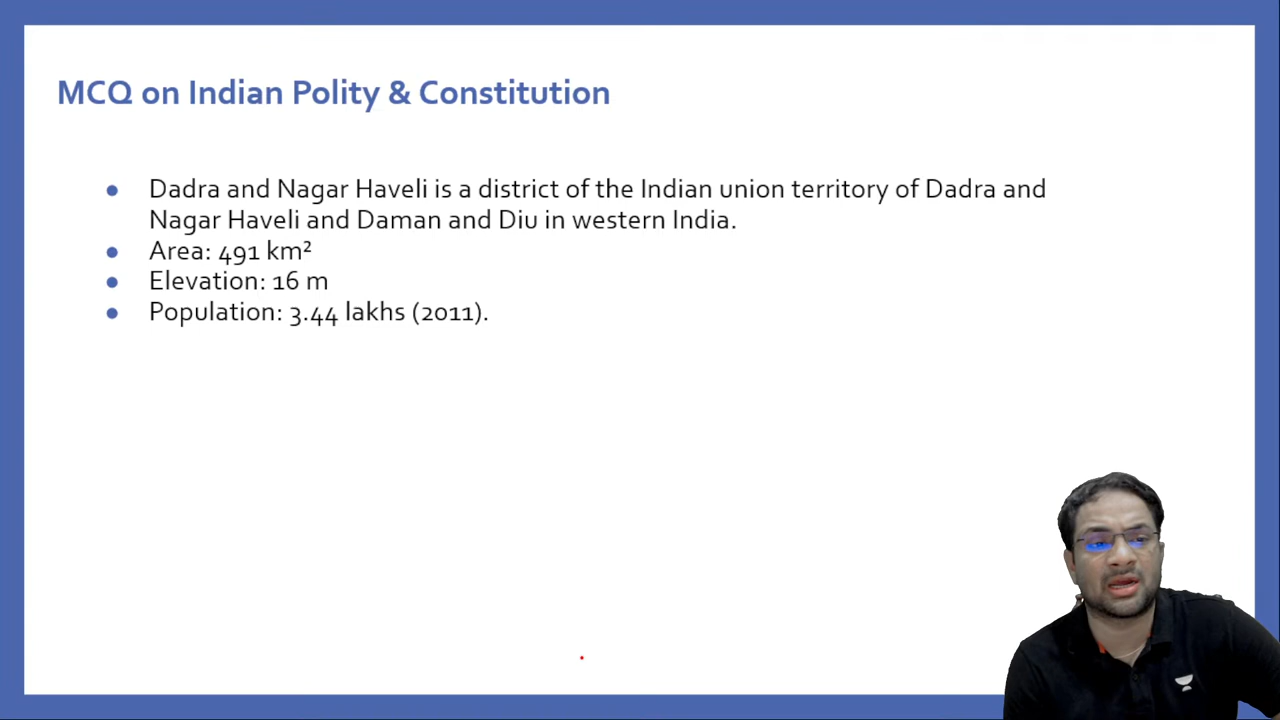 MCQ on Indian Polity & Constitution
● Dadra and Nagar Haveli is a district of the Indian union territory of Dadra and
Nagar Haveli and Daman and Diu in western India.
● Area: 491 km²
● Elevation: 16 m
● Population: 3.44 lakhs (2011).